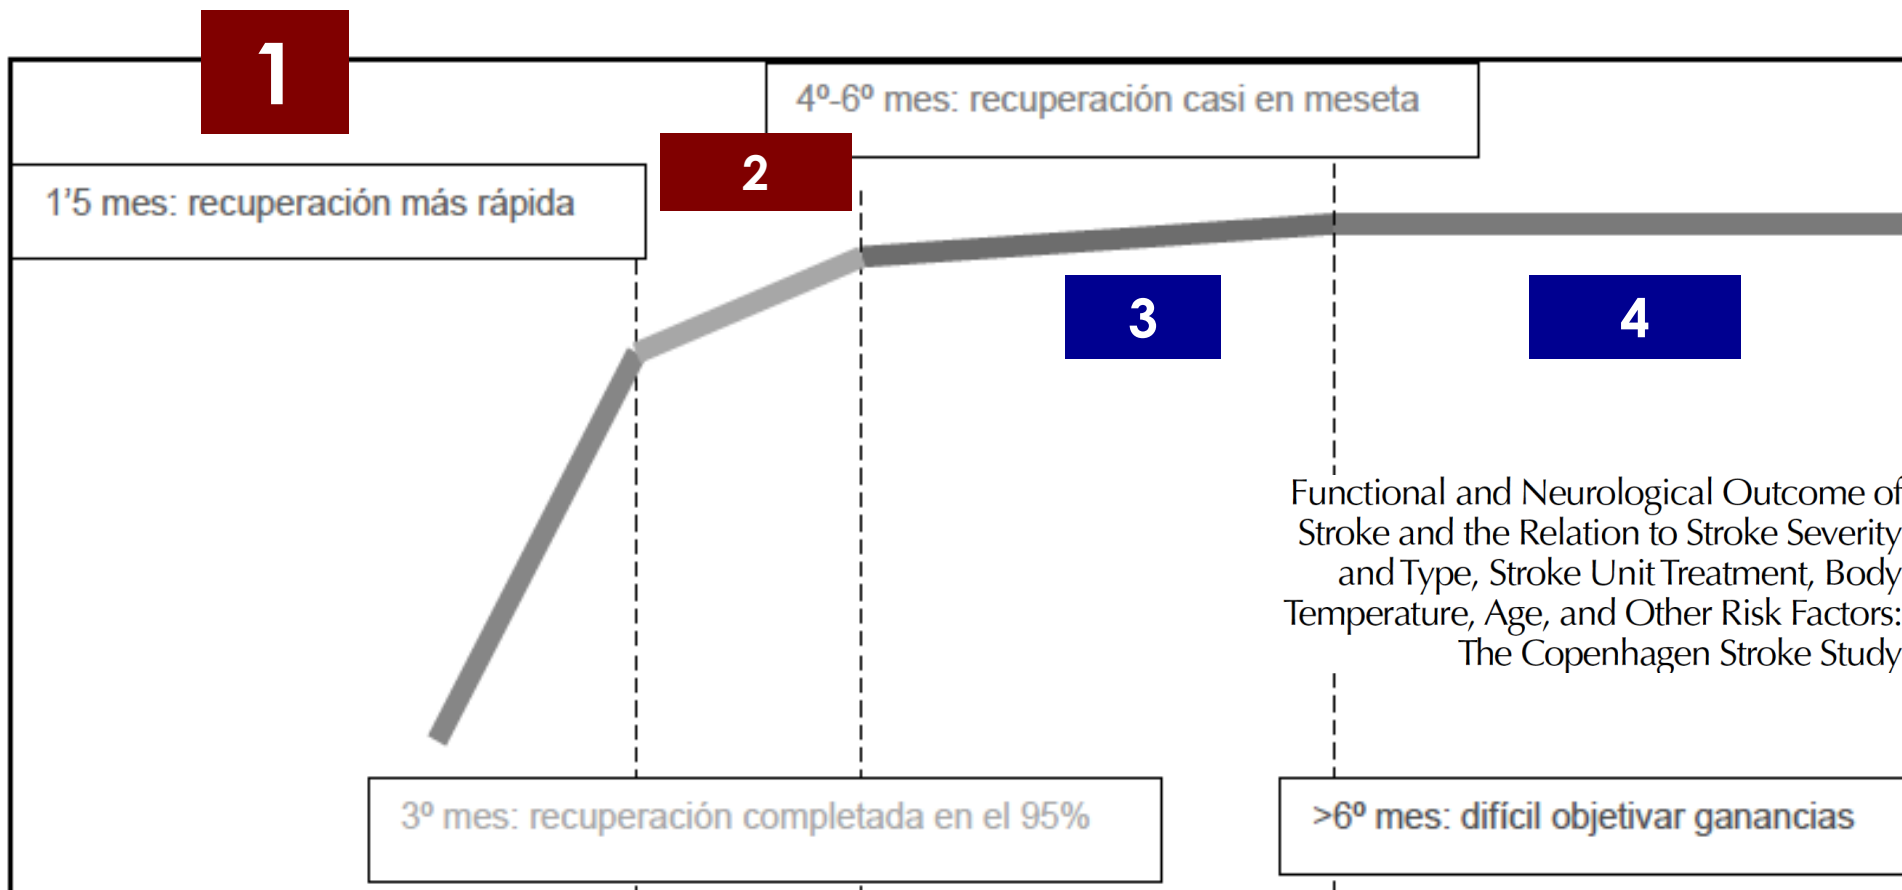 1
4º-6º mes: recuperación casi en meseta
2
1’5 mes: recuperación más rápida
3
4
Functional and Neurological Outcome of
Stroke and the Relation to Stroke Severity
and Type, Stroke Unit Treatment, Body
Temperature, Age, and Other Risk Factors:
The Copenhagen Stroke Study
3º mes: recuperación completada en el 95%
>6º mes: difícil objetivar ganancias